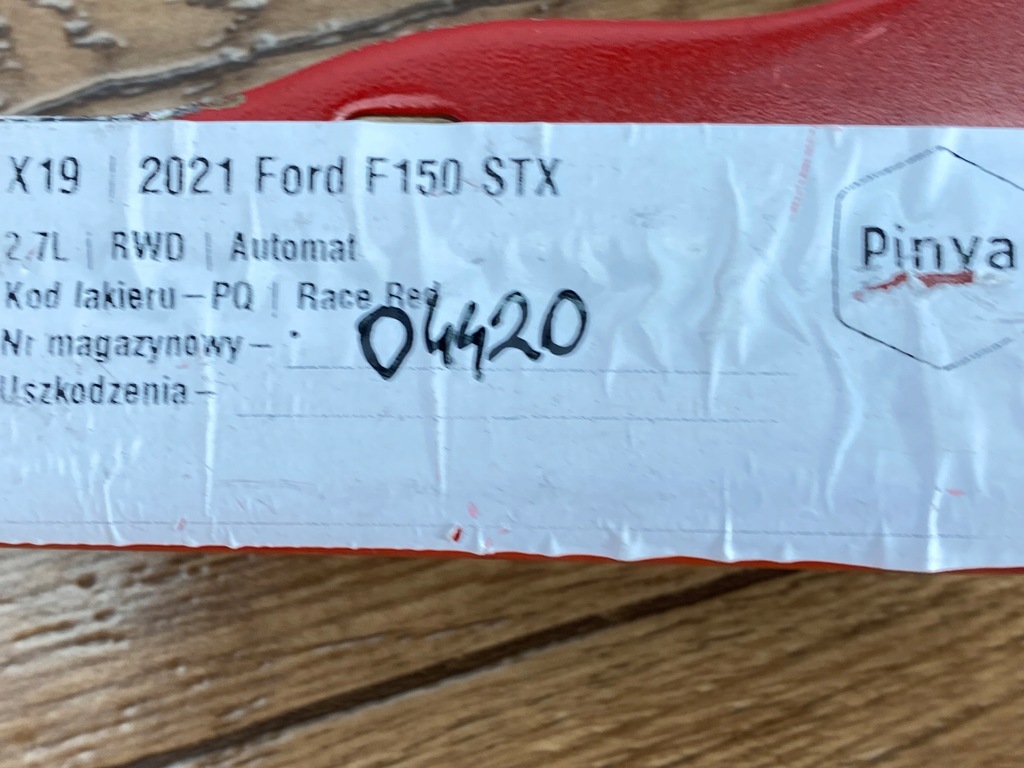 X19 | 2021 Ford F150 STX
2.7L | RWD | Automat
Kod lakieru – PQ | Race Red
Nr magazynowy – 04420
Uszkodzenia –
Pinya